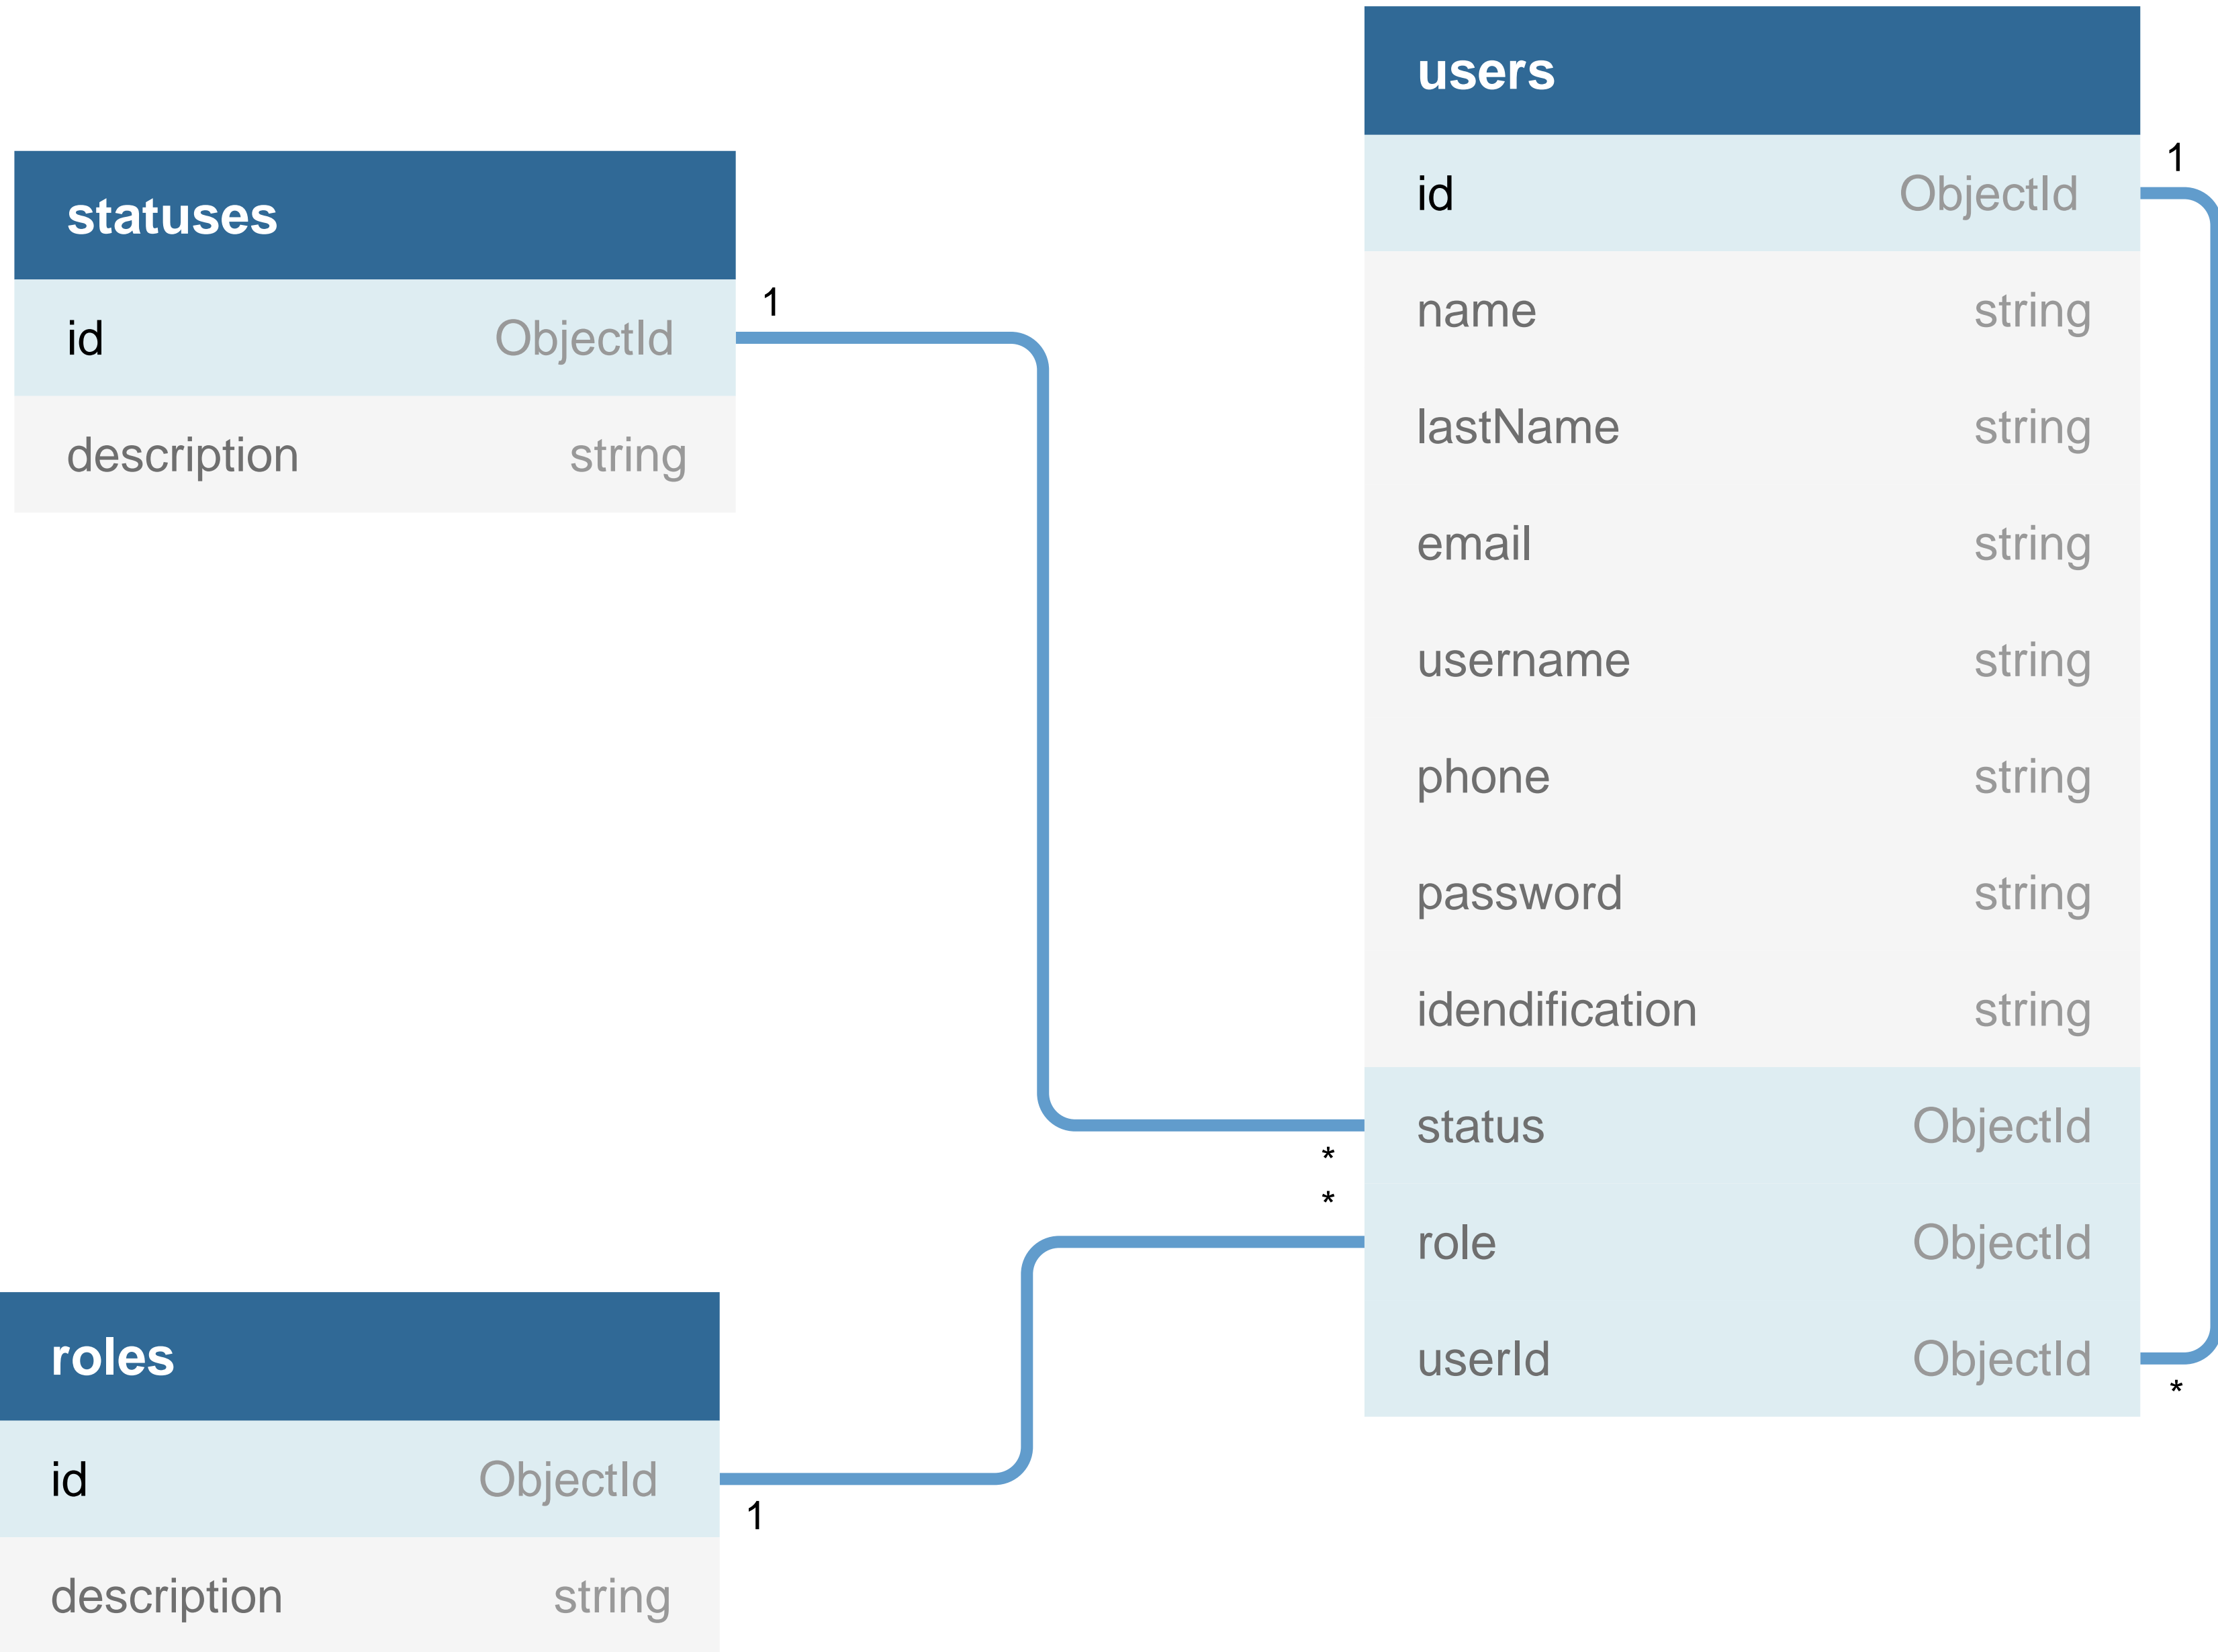 statuses
id ObjectId
description string
1
users
id ObjectId
name string
lastName string
email string
username string
phone string
password string
idendification string
status ObjectId
role ObjectId
userId ObjectId
1
*
*
*
roles
id ObjectId
description string
1